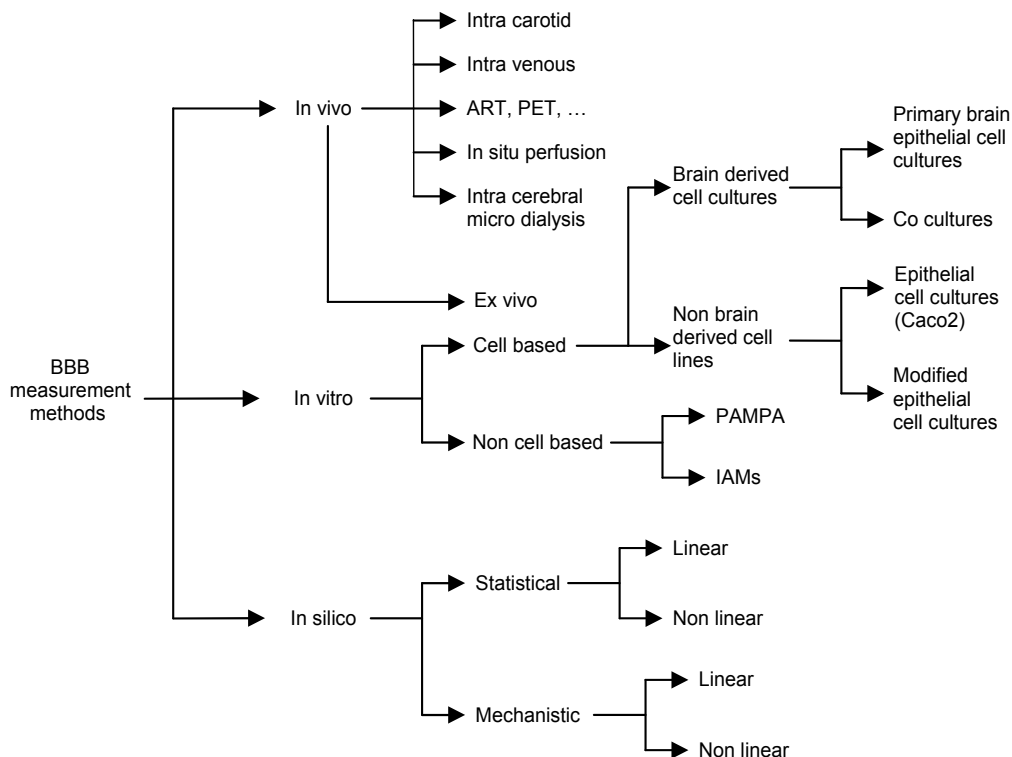 BBB
measurement
methods
In vivo
Intra carotid
Intra venous
ART, PET, …
In situ perfusion
Intra cerebral
micro dialysis
Ex vivo
In vitro
Cell based
Brain derived
cell cultures
Primary brain
epithelial cell
cultures
Co cultures
Non brain
derived cell
lines
Epithelial
cell cultures
(Caco2)
Modified
epithelial
cell cultures
Non cell based
PAMPA
IAMs
In silico
Statistical
Linear
Non linear
Mechanistic
Linear
Non linear